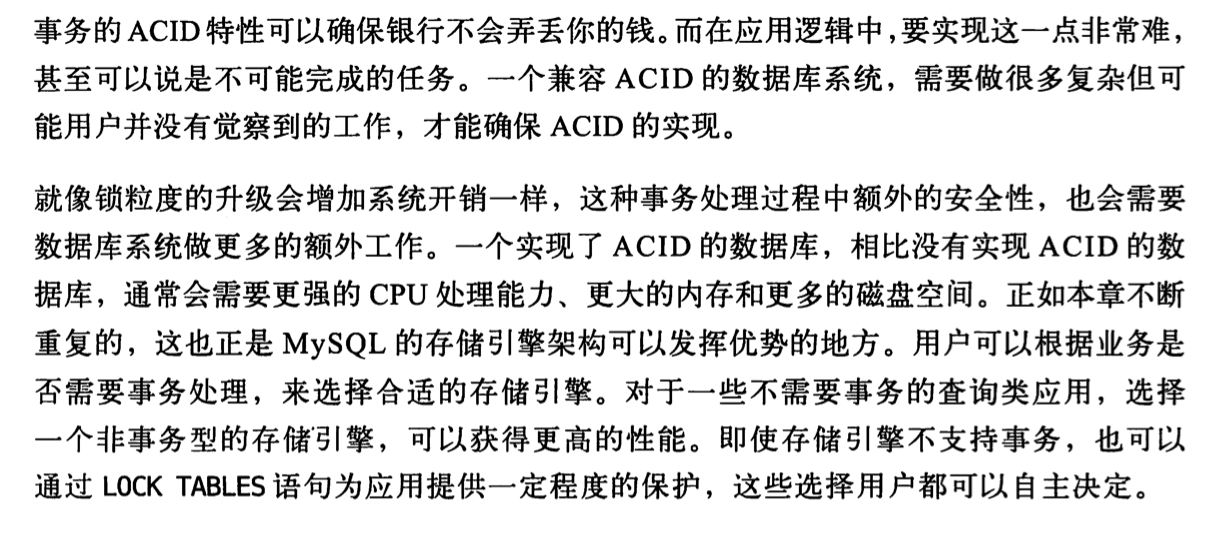 事务的 ACID 特性可以确保银行不会弄丢你的钱。而在应用逻辑中，要实现这一点非常难，
甚至可以说是不可能完成的任务。一个兼容 ACID 的数据库系统，需要做很多复杂但可
能用户并没有觉察到的工作，才能确保 ACID 的实现。
就像锁粒度的升级会增加系统开销一样，这种事务处理过程中额外的安全性，也会需要
数据库系统做更多的额外工作。一个实现了 ACID 的数据库，相比没有实现 ACID 的数
据库，通常会需要更强的 CPU 处理能力、更大的内存和更多的磁盘空间。正如本章不断
重复的，这也正是 MySQL 的存储引擎架构可以发挥优势的地方。用户可以根据业务是
否需要事务处理，来选择合适的存储引擎。对于一些不需要事务的查询类应用，选择
一个非事务型的存储引擎，可以获得更高的性能。即使存储引擎不支持事务，也可以
通过 LOCK TABLES 语句为应用提供一定程度的保护，这些选择用户都可以自主决定。